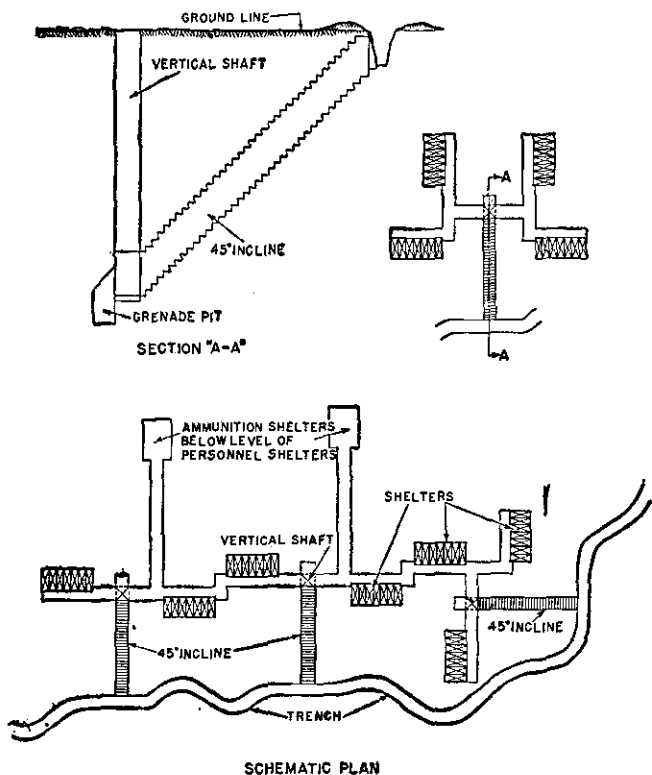 GROUND LINE
VERTICAL SHAFT
45° INCLINE
GRENADE PIT
SECTION "A-A"
A
A
AMMUNITION SHELTERS
BELOW LEVEL OF
PERSONNEL SHELTERS
SHELTERS
VERTICAL SHAFT
45° INCLINE
45° INCLINE
TRENCH
SCHEMATIC PLAN